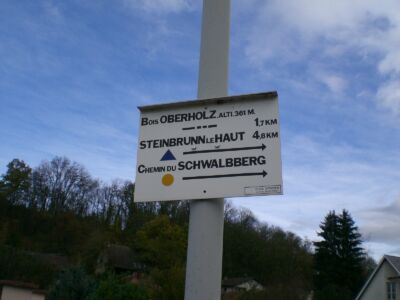 BOIS OBERHOLZ. ALTI. 361 M.
1,7 KM
STEINBRUNN LE HAUT 4,8 KM
CHEMIN DU SCHWALBBERG